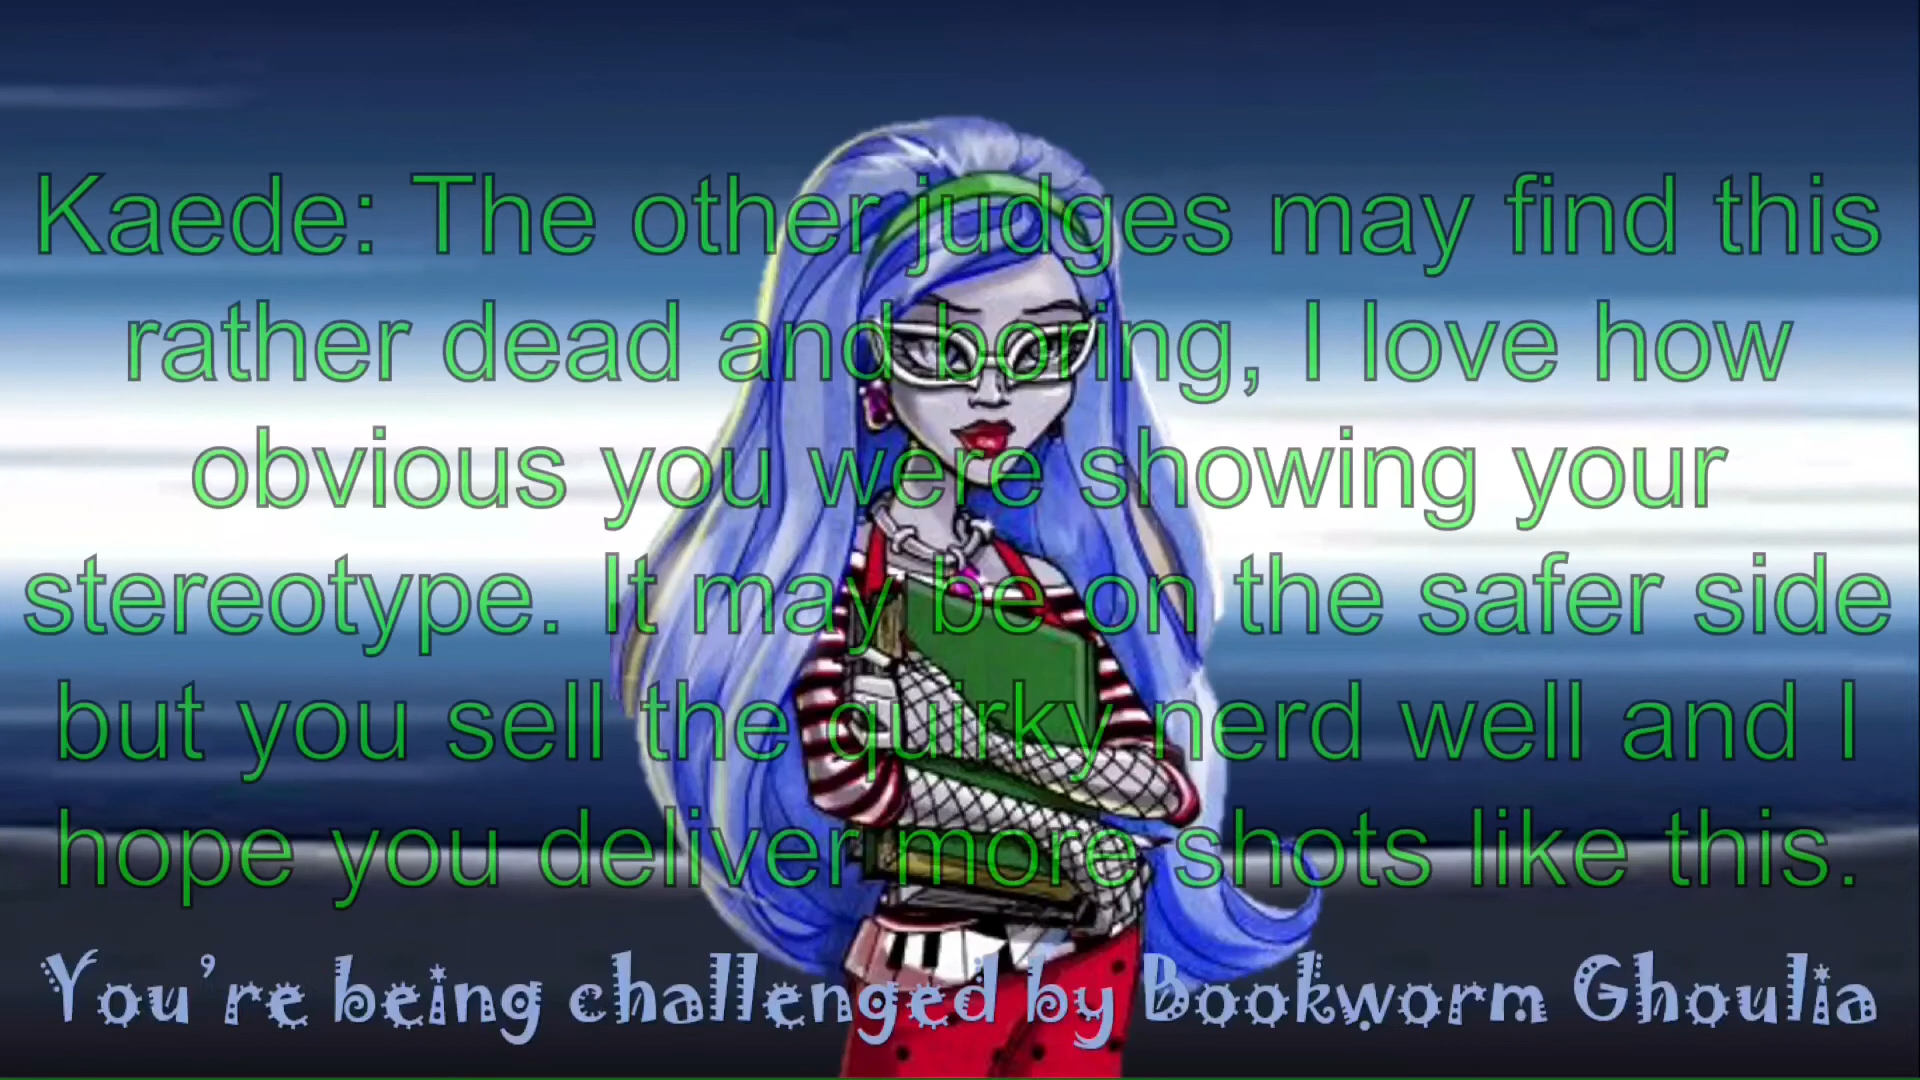 Kaede: The other judges may find this
rather dead and boring, I love how
obvious you were showing your
stereotype. It may be on the safer side
but you sell the quirky nerd well and I
hope you deliver more shots like this.
You're being challenged by Bookworm Ghoulia